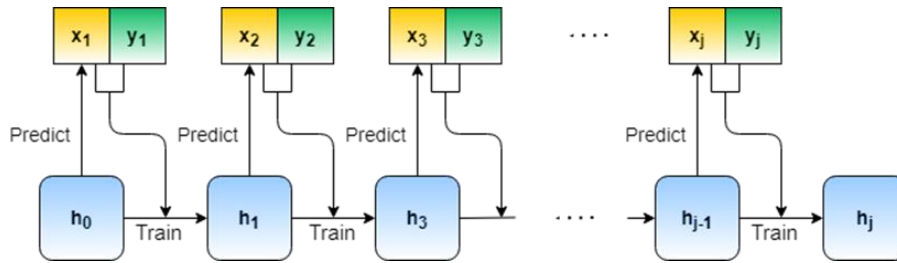 x1 y1 x2 y2 x3 y3 .... xj yj
Predict Predict Predict Predict
h0 h1 h3 .... hj-1 hj
Train Train Train